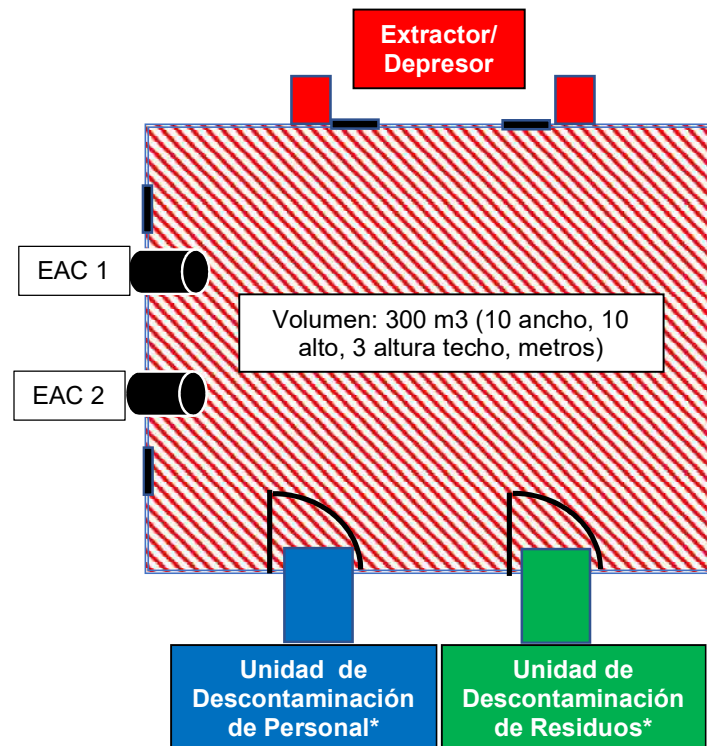 Extractor/
Depresor
EAC 1
Volumen: 300 m3 (10 ancho, 10
alto, 3 altura techo, metros)
EAC 2
Unidad de
Descontaminación
de Personal*
Unidad de
Descontaminación
de Residuos*